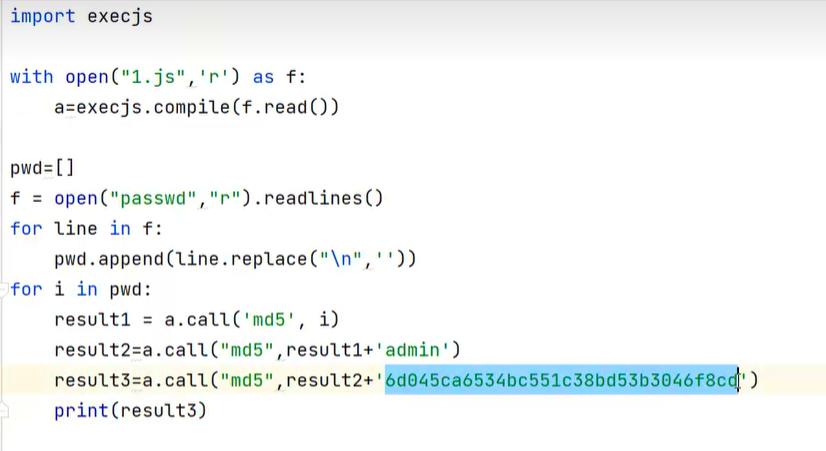 import execjs
with open("1.js",'r') as f:
    a=execjs.compile(f.read())
pwd=[]
f = open("passwd","r").readlines()
for line in f:
    pwd.append(line.replace("\n",''))
for i in pwd:
    result1 = a.call('md5', i)
    result2=a.call("md5",result1+'admin')
    result3=a.call("md5",result2+'6d045ca6534bc551c38bd53b3046f8cd')
    print(result3)